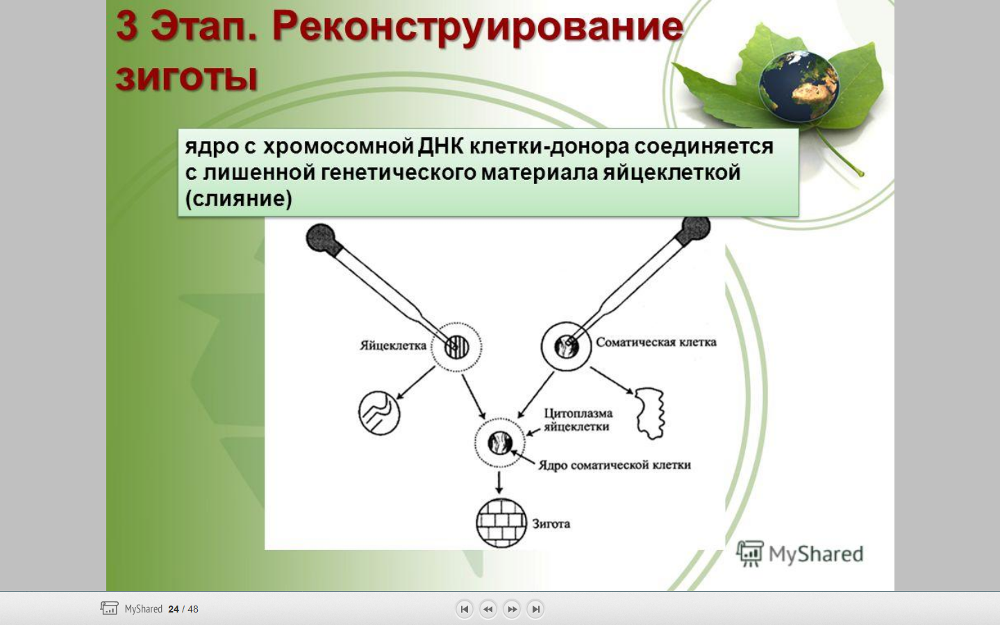 3 Этап. Реконструирование
зиготы
ядро с хромосомной ДНК клетки-донора соединяется
с лишенной генетического материала яйцеклеткой
(слияние)
Яйцеклетка
Соматическая клетка
Цитоплазма
яйцеклетки
Ядро соматической клетки
Зигота
MyShared
MyShared 24 / 48